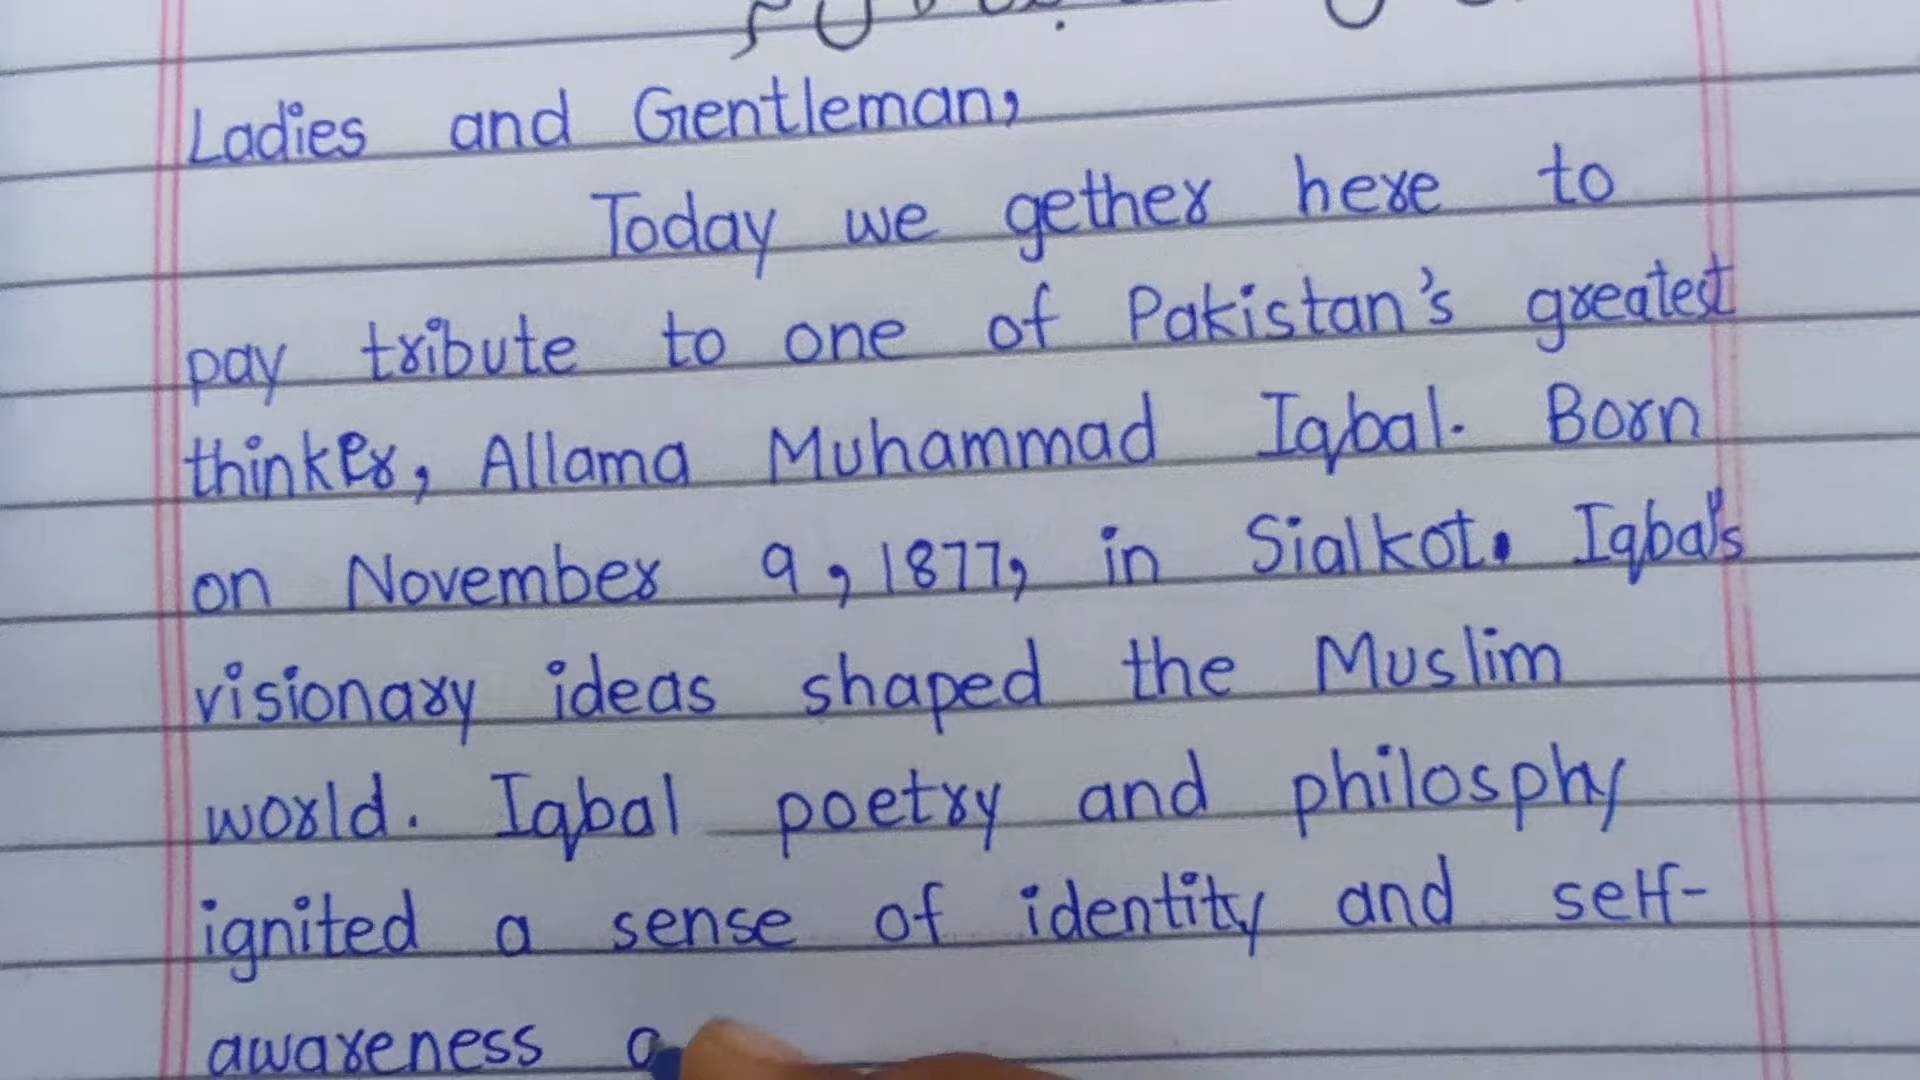 Ladies and Gentleman,
Today we gether here to
pay tribute to one of Pakistan's greatest
thinker, Allama Muhammad Iqbal. Born
on November 9, 1877, in Sialkot. Iqbal's
visionary ideas shaped the Muslim
world. Iqbal poetry and philosphy
ignited a sense of identity and self-
awareness a